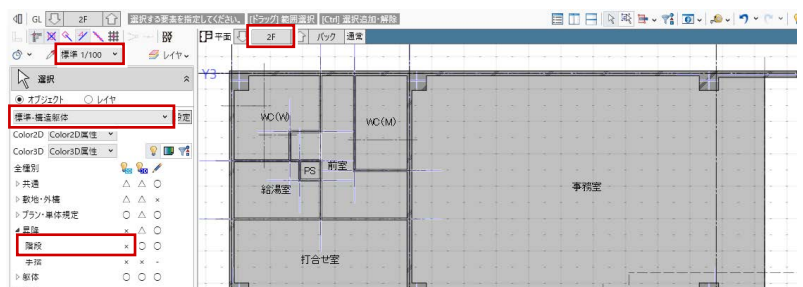 GL 2F 選択する要素を指定してください。 [ドラッグ] 範囲選択 [Ctrl] 選択追加・解除
標準 1/100 レイヤ
平面 2F バック 通常
選択
オブジェクト レイヤ
標準-構造躯体
Color2D Color2D属性
Color3D Color3D属性
全種別
共通 △ △ ○
敷地・外構 △ △ ×
プラン・単体規定 ○ △ ○
昇降 × △ ○
階段 × ○ ○
手摺 × × -
躯体 ○ ○ ○
Y3
WC(W)
WC(M)
PS
前室
給湯室
事務室
打合せ室